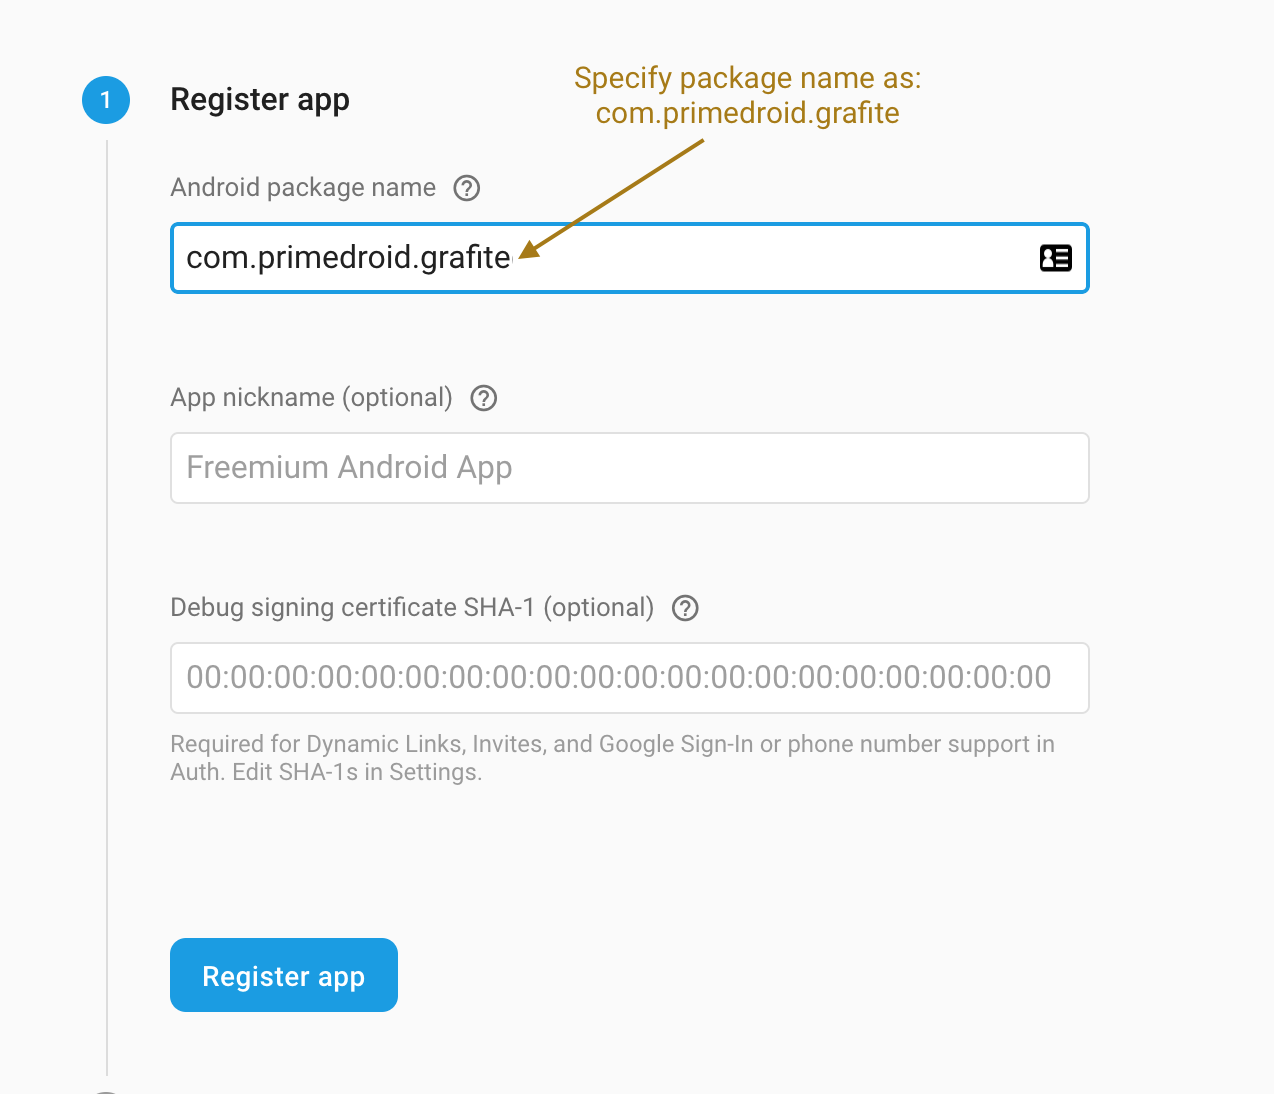 1
Register app
Specify package name as:
com.primedroid.grafite
Android package name ?
com.primedroid.grafite
App nickname (optional) ?
Freemium Android App
Debug signing certificate SHA-1 (optional) ?
00:00:00:00:00:00:00:00:00:00:00:00:00:00:00:00:00:00:00:00
Required for Dynamic Links, Invites, and Google Sign-In or phone number support in
Auth. Edit SHA-1s in Settings.
Register app